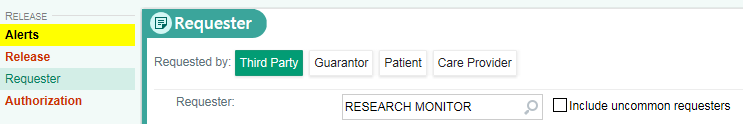 RELEASE
Alerts
Release
Requester
Authorization
Requester
Requested by: Third Party Guarantor Patient Care Provider
Requester: RESEARCH MONITOR Include uncommon requesters